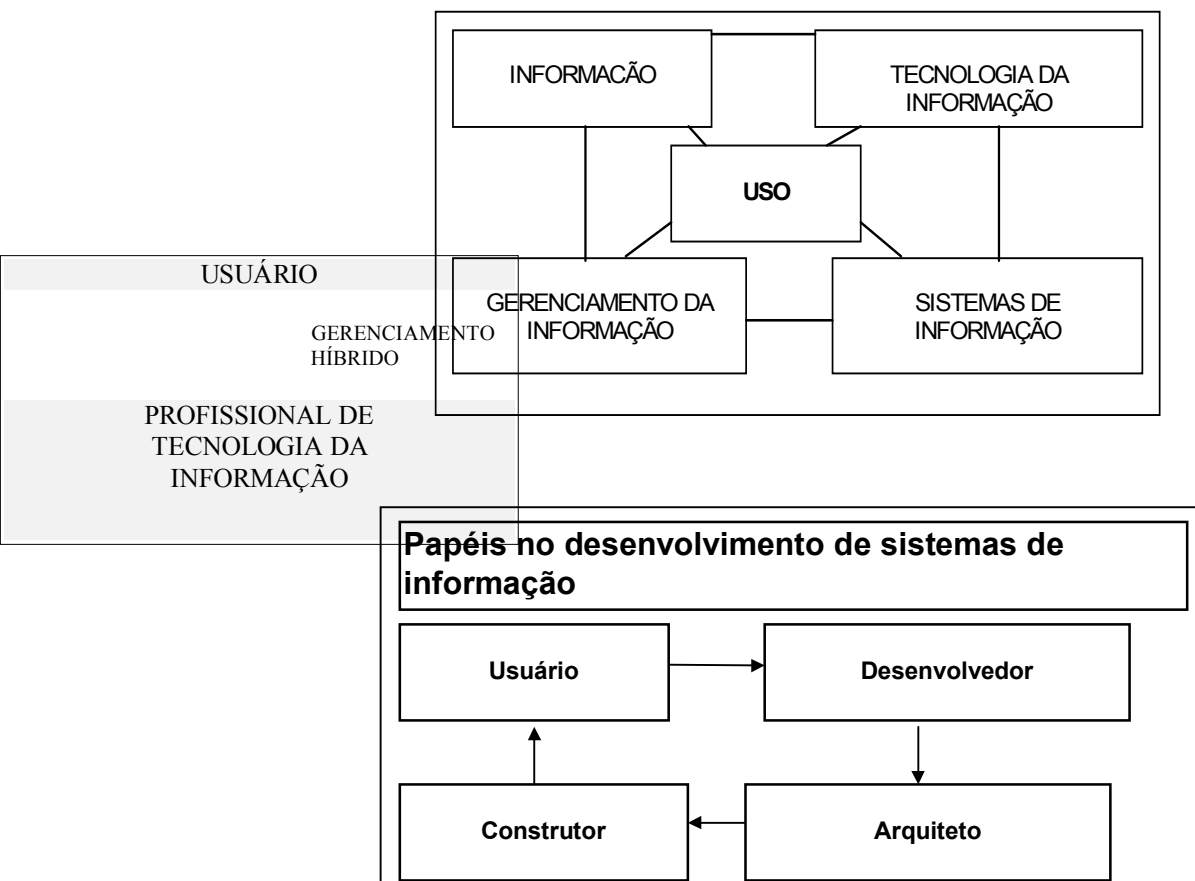 INFORMACÃO
TECNOLOGIA DA
INFORMAÇÃO
USO
GERENCIAMENTO DA
INFORMAÇÃO
SISTEMAS DE
INFORMAÇÃO
USUÁRIO
GERENCIAMENTO
HÍBRIDO
PROFISSIONAL DE
TECNOLOGIA DA
INFORMAÇÃO
Papéis no desenvolvimento de sistemas de
informação
Usuário
Desenvolvedor
Construtor
Arquiteto